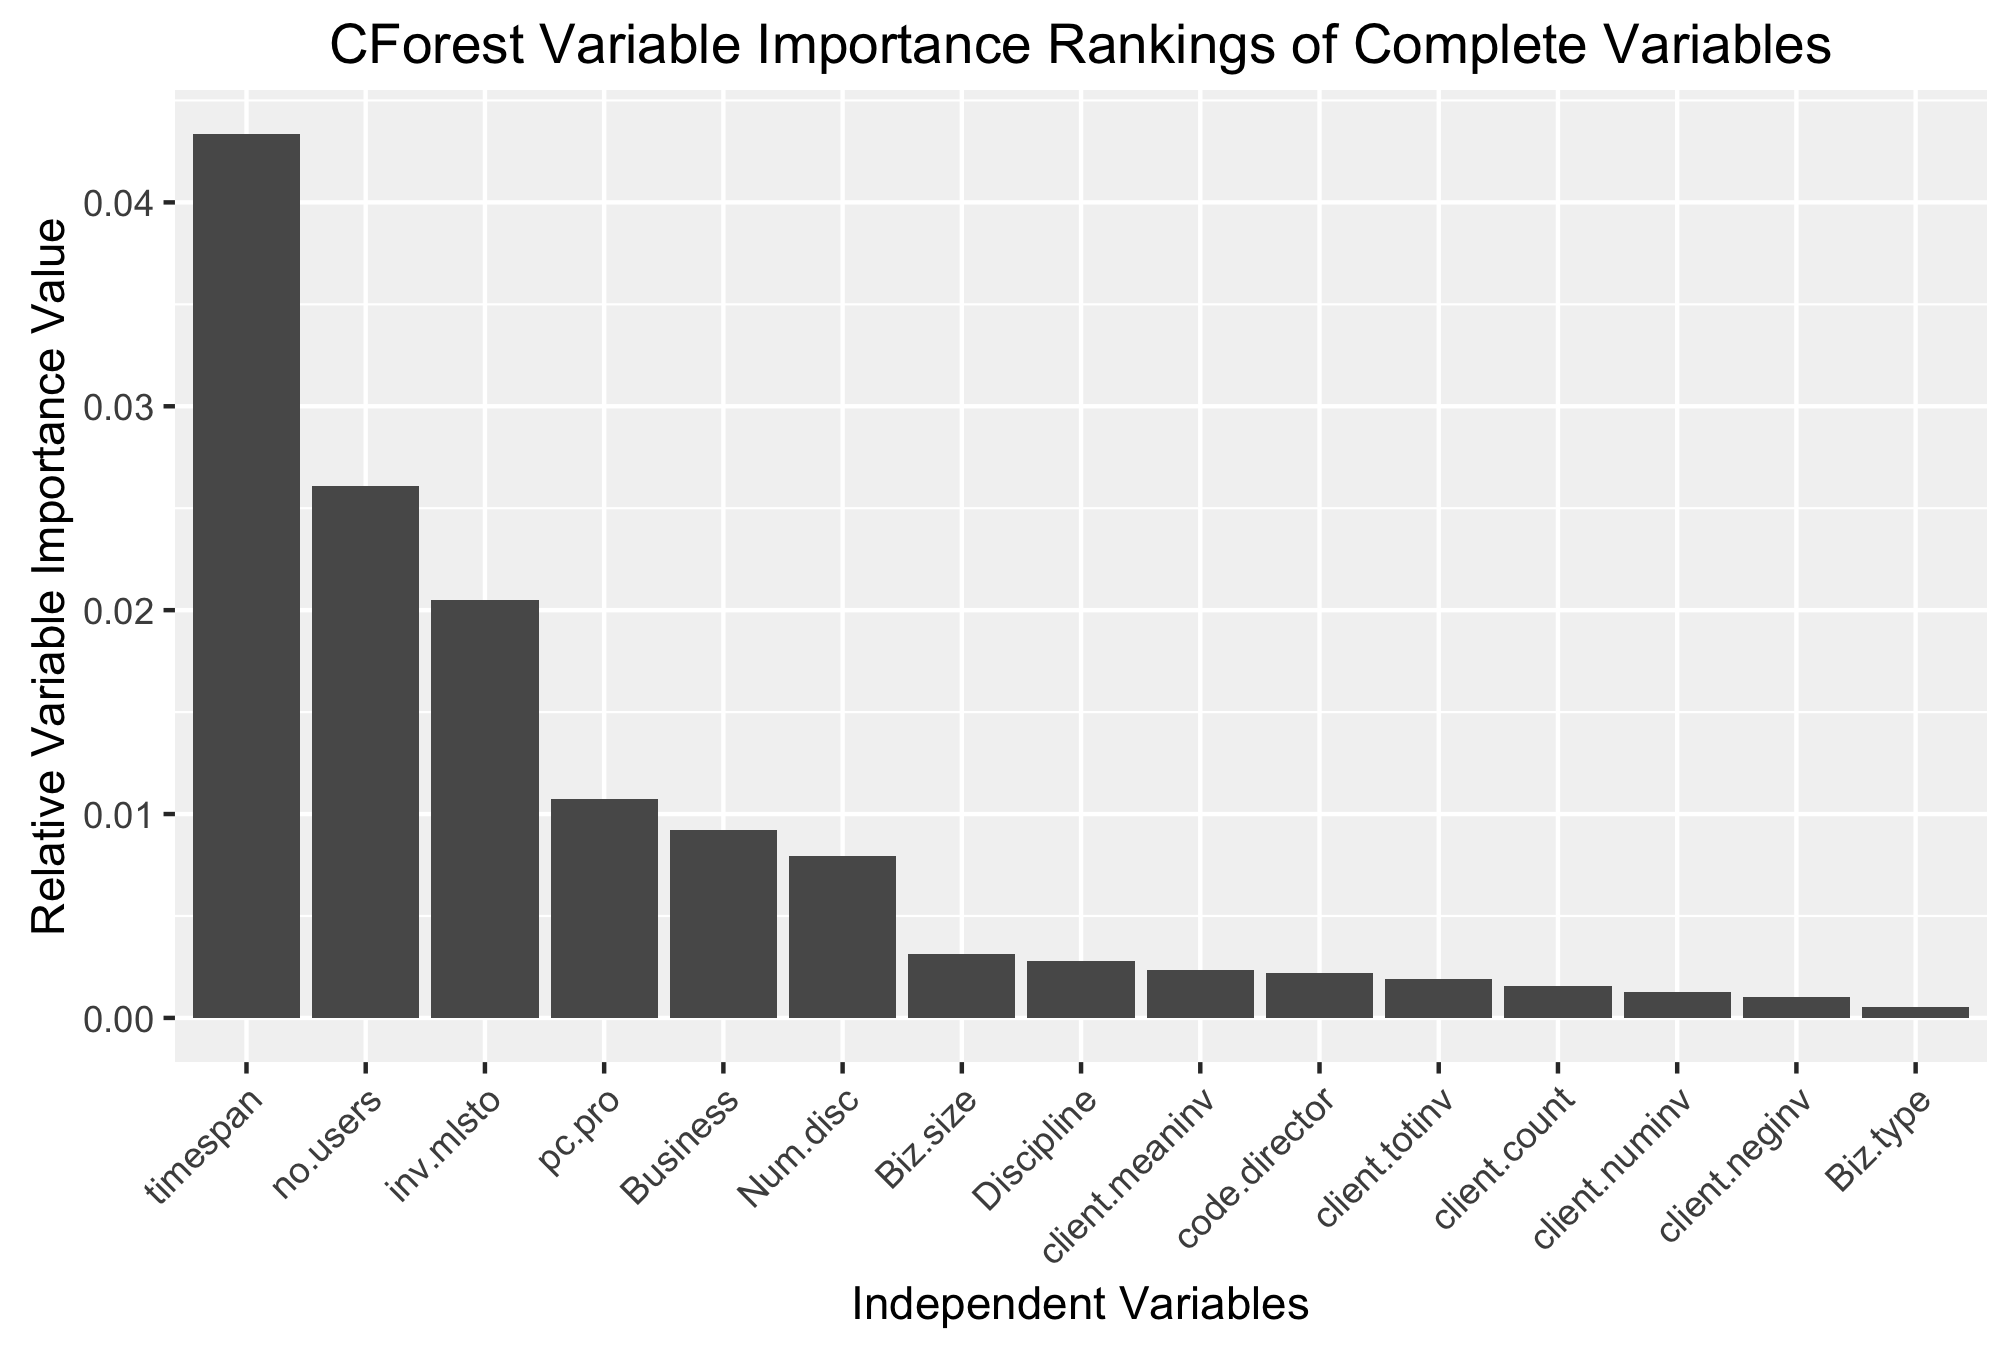 CForest Variable Importance Rankings of Complete Variables
Relative Variable Importance Value
0.04
0.03
0.02
0.01
0.00
timespan
no.users
inv.mlsto
pc.pro
Business
Num.disc
Biz.size
Discipline
client.meaninv
code.director
client.totinv
client.count
client.numinv
client.neginv
Biz.type
Independent Variables